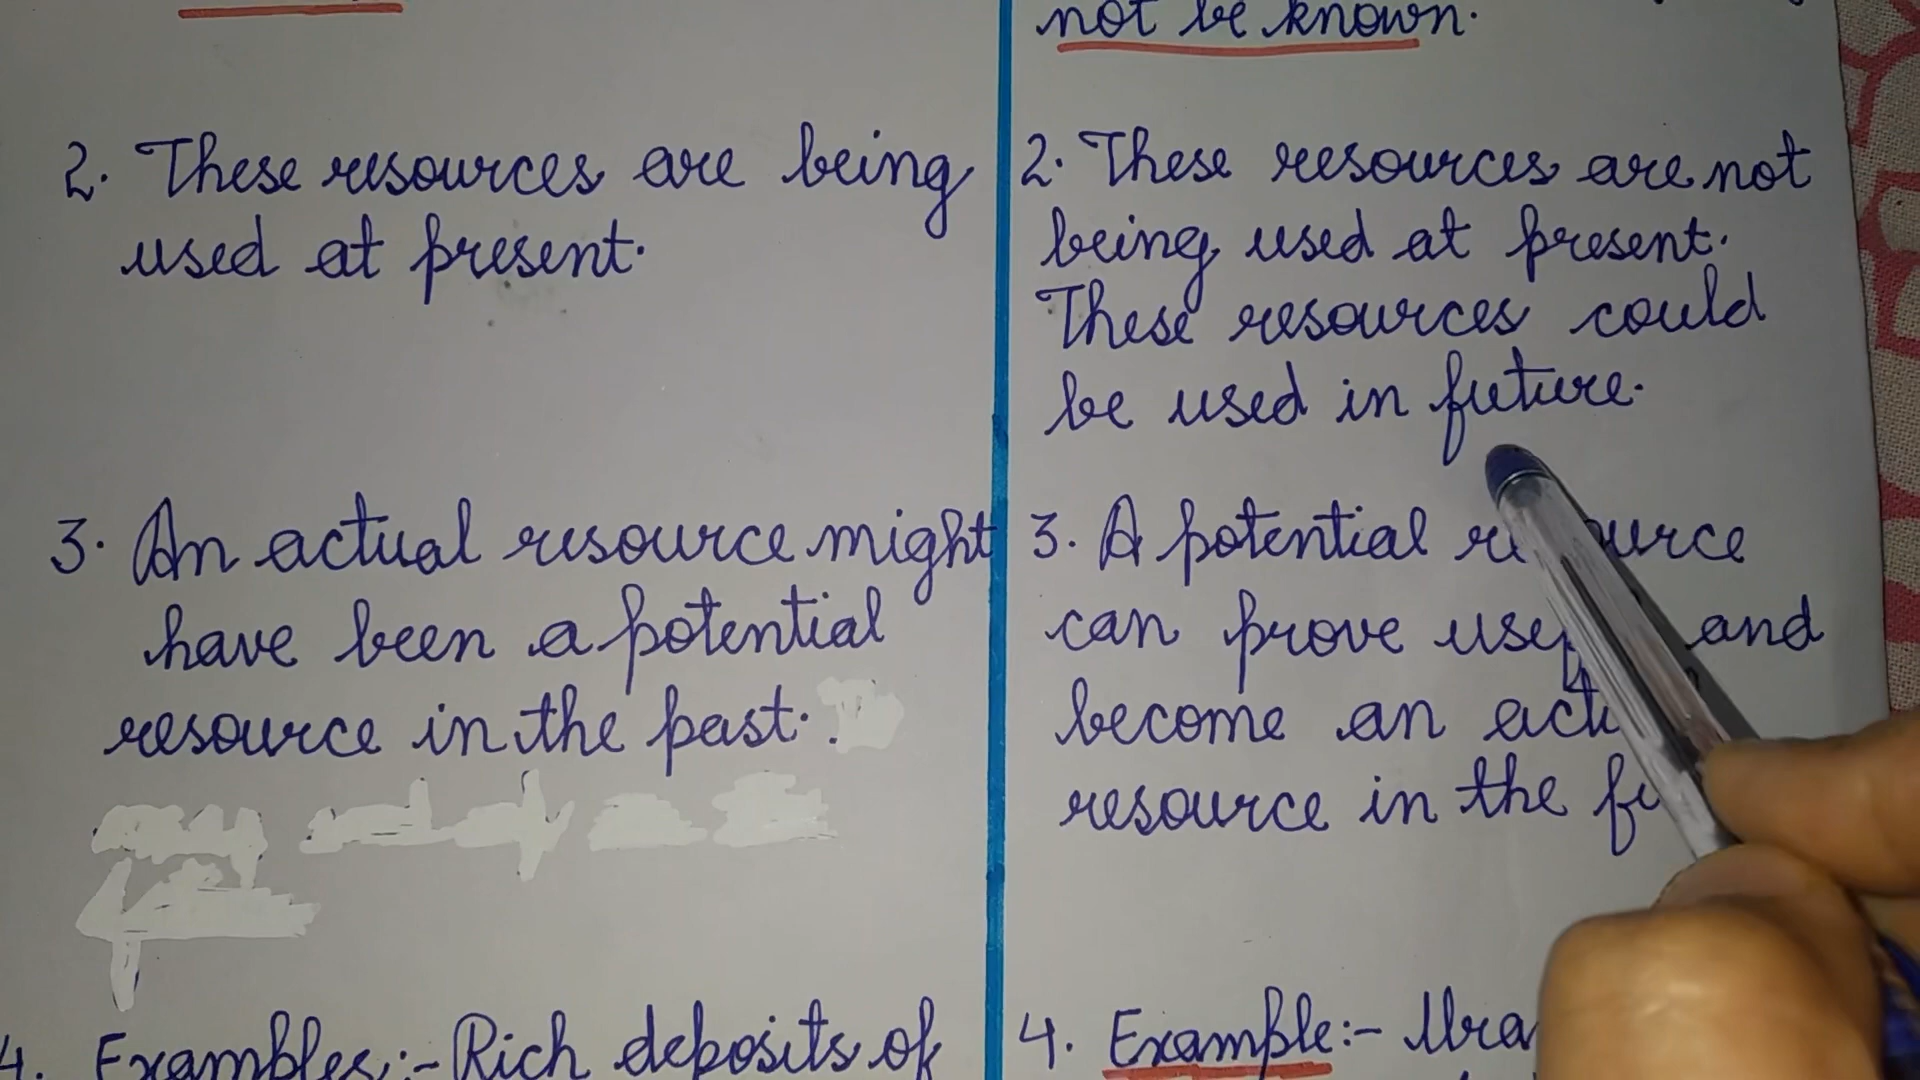 not be known.
2. These resources are being
used at present.
3. An actual resource might
have been a potential
resource in the past.
4. Examples:- Rich deposits of
2. These resources are not
being used at present.
These resources could
be used in future.
3. A potential
can prove and
become an
resource in the
4. Example:-